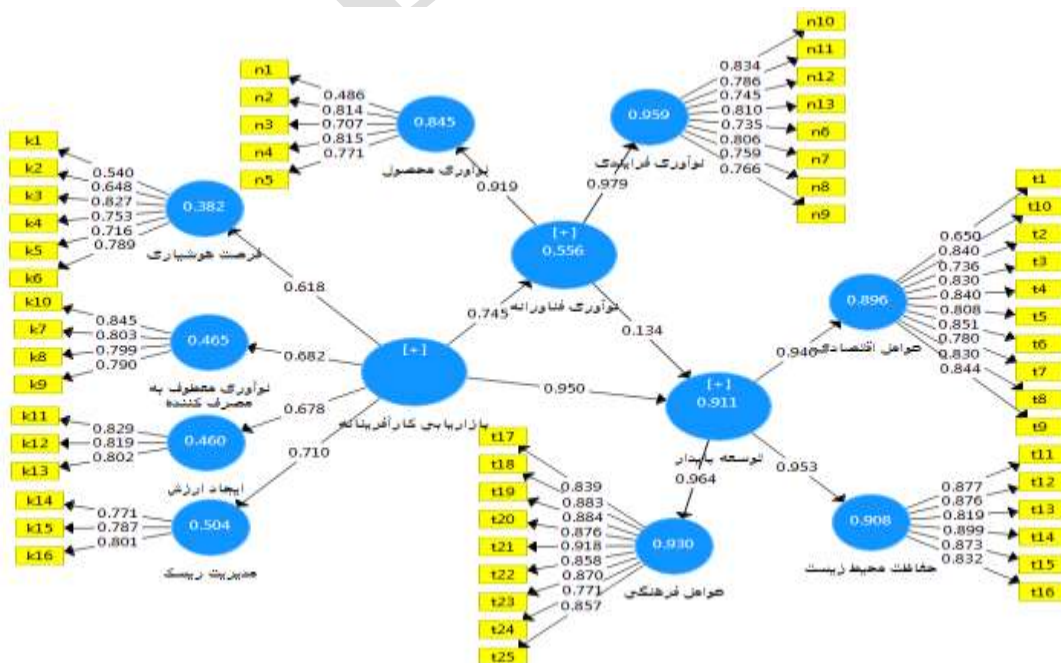 n1
n2
n3
n4
n5
0.486
0.814
0.707
0.815
0.771
0.845
نوآوری محصول
0.919
n10
n11
n12
n13
n6
n7
n8
n9
0.834
0.786
0.745
0.810
0.735
0.806
0.759
0.766
0.959
نوآوری فرایندی
0.979
[+]
0.556
نوآوری فناورانه
0.745
0.134
k1
k2
k3
k4
k5
k6
0.540
0.648
0.827
0.753
0.716
0.789
0.382
فرصت هوشیاری
0.618
k10
k7
k8
k9
0.845
0.803
0.799
0.790
0.465
نوآوری معطوف به
مصرف کننده
0.682
k11
k12
k13
0.829
0.819
0.802
0.460
ایجاد ارزش
0.678
k14
k15
k16
0.771
0.787
0.801
0.504
مدیریت ریسک
0.710
[+]
بازاریابی کارآفرینانه
0.950
[+]
0.911
توسعه پایدار
t1
t10
t2
t3
t4
t5
t6
t7
t8
t9
0.650
0.840
0.736
0.830
0.840
0.808
0.851
0.780
0.830
0.844
0.896
عوامل اقتصادی
t11
t12
t13
t14
t15
t16
0.877
0.876
0.819
0.899
0.873
0.832
0.908
حفاظت محیط زیست
0.953
t17
t18
t19
t20
t21
t22
t23
t24
t25
0.839
0.883
0.884
0.876
0.918
0.858
0.870
0.771
0.857
0.930
عوامل فرهنگی
0.964